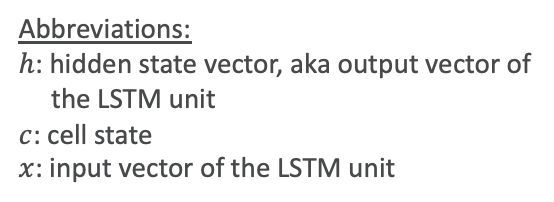 Abbreviations:
h: hidden state vector, aka output vector of
the LSTM unit
c: cell state
x: input vector of the LSTM unit